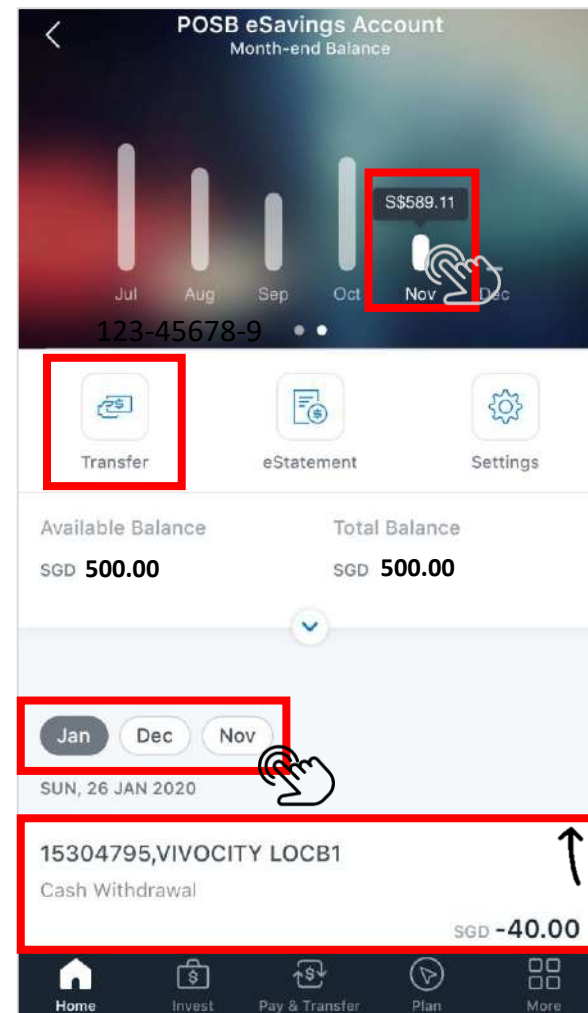 POSB eSavings Account
Month-end Balance
S$589.11
Jul Aug Sep Oct Nov Dec
123-45678-9
Transfer eStatement Settings
Available Balance Total Balance
SGD 500.00 SGD 500.00
Jan Dec Nov
SUN, 26 JAN 2020
15304795,VIVOCITY LOCB1
Cash Withdrawal
SGD -40.00
Home Invest Pay & Transfer Plan More